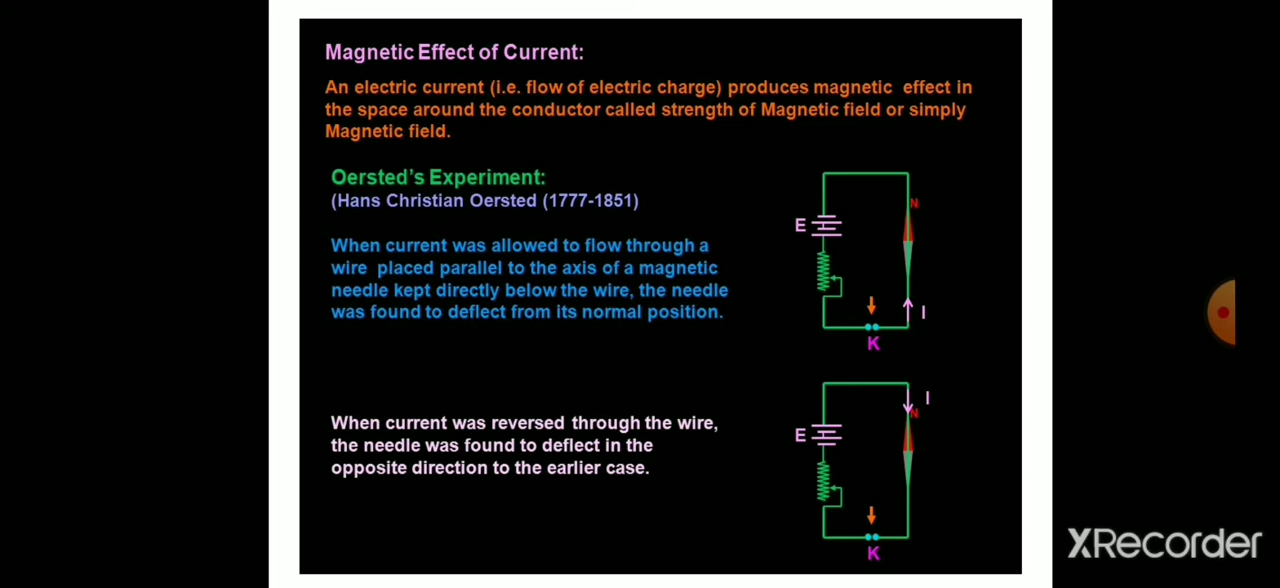 Magnetic Effect of Current:
An electric current (i.e. flow of electric charge) produces magnetic effect in
the space around the conductor called strength of Magnetic field or simply
Magnetic field.
Oersted's Experiment:
(Hans Christian Oersted (1777-1851)
When current was allowed to flow through a
wire placed parallel to the axis of a magnetic
needle kept directly below the wire, the needle
was found to deflect from its normal position.
N
E
I
K
When current was reversed through the wire,
the needle was found to deflect in the
opposite direction to the earlier case.
I
N
E
K
XRecorder